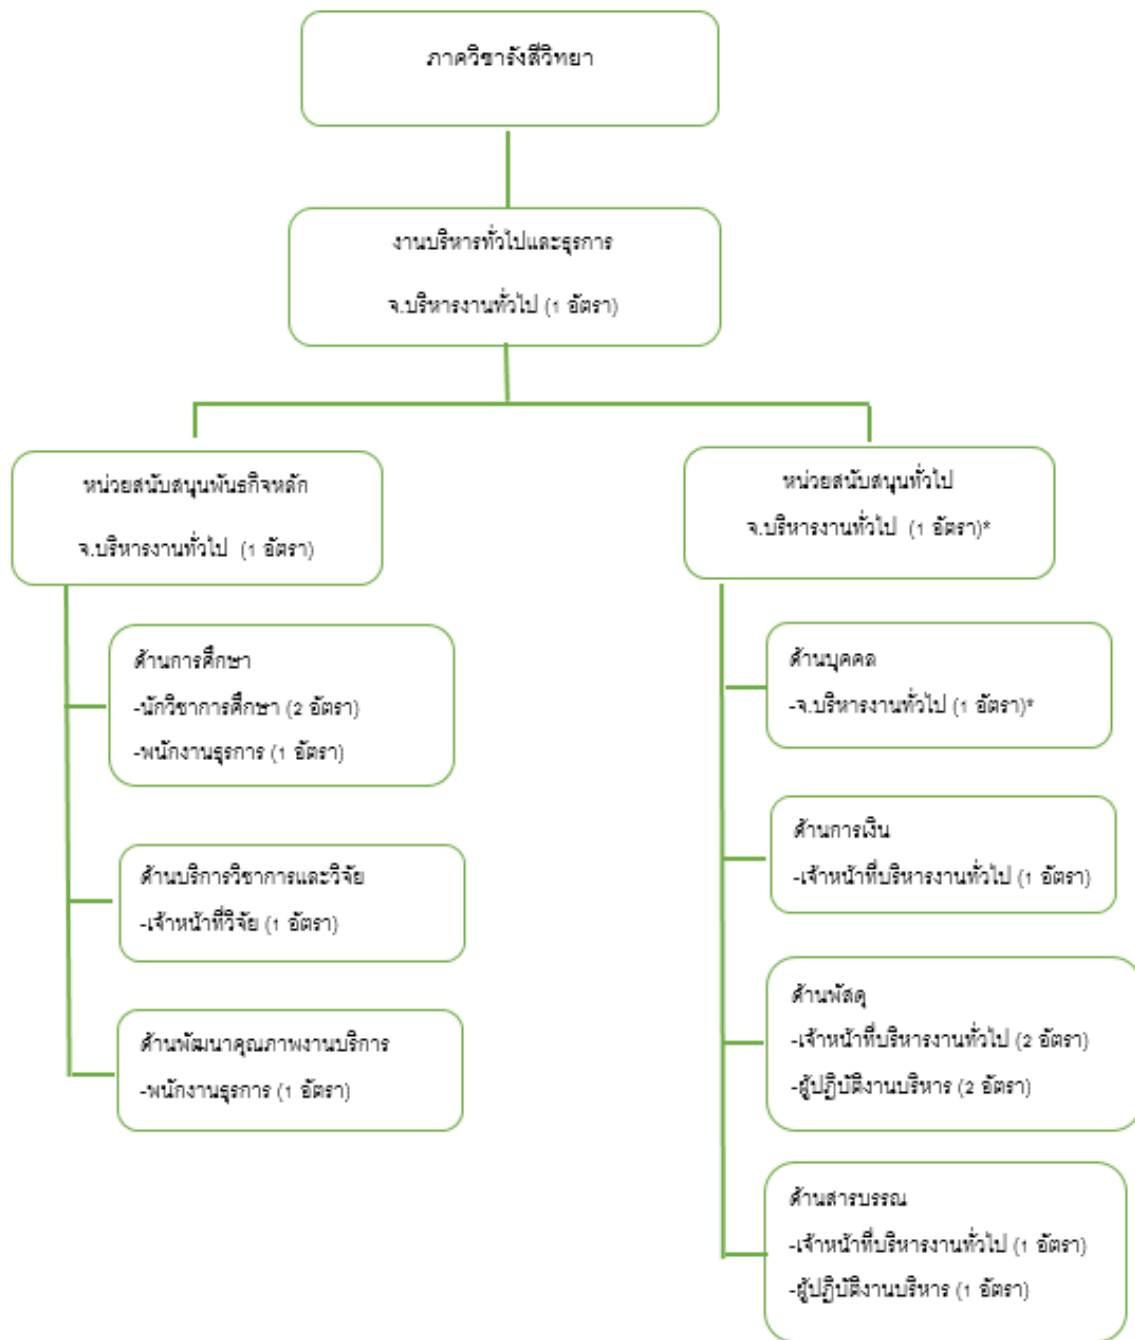 ภาควิชารังสีวิทยา
งานบริหารทั่วไปและธุรการ
จ.บริหารงานทั่วไป (1 อัตรา)
หน่วยสนับสนุนพันธกิจหลัก
จ.บริหารงานทั่วไป (1 อัตรา)
ด้านการศึกษา
-นักวิชาการศึกษา (2 อัตรา)
-พนักงานธุรการ (1 อัตรา)
ด้านบริการวิชาการและวิจัย
-เจ้าหน้าที่วิจัย (1 อัตรา)
ด้านพัฒนาคุณภาพงานบริการ
-พนักงานธุรการ (1 อัตรา)
หน่วยสนับสนุนทั่วไป
จ.บริหารงานทั่วไป (1 อัตรา)*
ด้านบุคคล
-จ.บริหารงานทั่วไป (1 อัตรา)*
ด้านการเงิน
-เจ้าหน้าที่บริหารงานทั่วไป (1 อัตรา)
ด้านพัสดุ
-เจ้าหน้าที่บริหารงานทั่วไป (2 อัตรา)
-ผู้ปฏิบัติงานบริหาร (2 อัตรา)
ด้านสารบรรณ
-เจ้าหน้าที่บริหารงานทั่วไป (1 อัตรา)
-ผู้ปฏิบัติงานบริหาร (1 อัตรา)